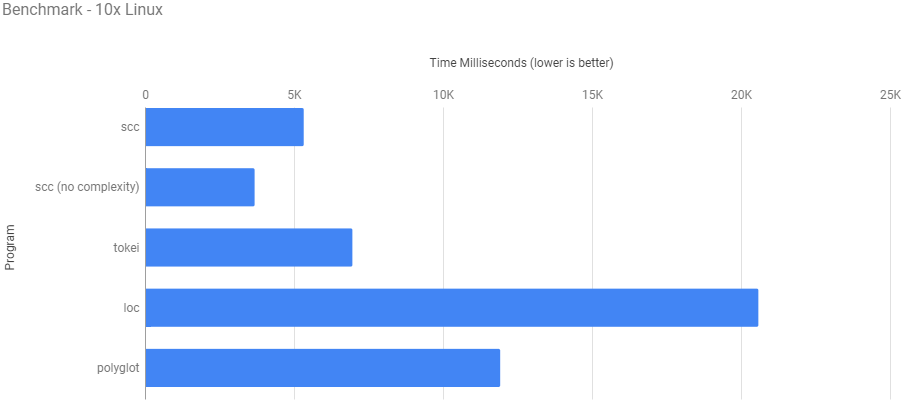 Benchmark - 10x Linux
Time Milliseconds (lower is better)
0 5K 10K 15K 20K 25K
Program
scc
scc (no complexity)
tokei
loc
polyglot